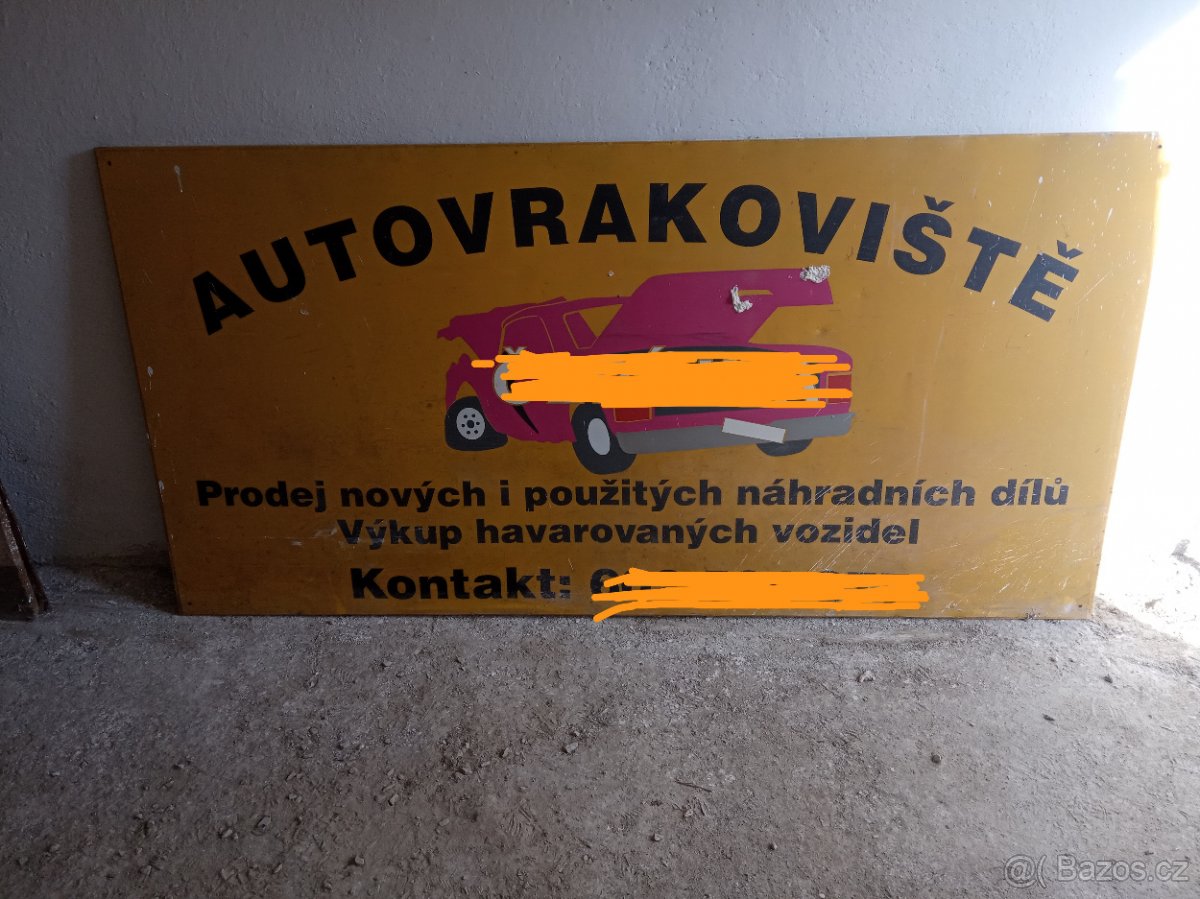 AUTOVRAKOVIŠTĚ
Prodej nových i použitých náhradních dílů
Výkup havarovaných vozidel
Kontakt:
@( Bazos.cz